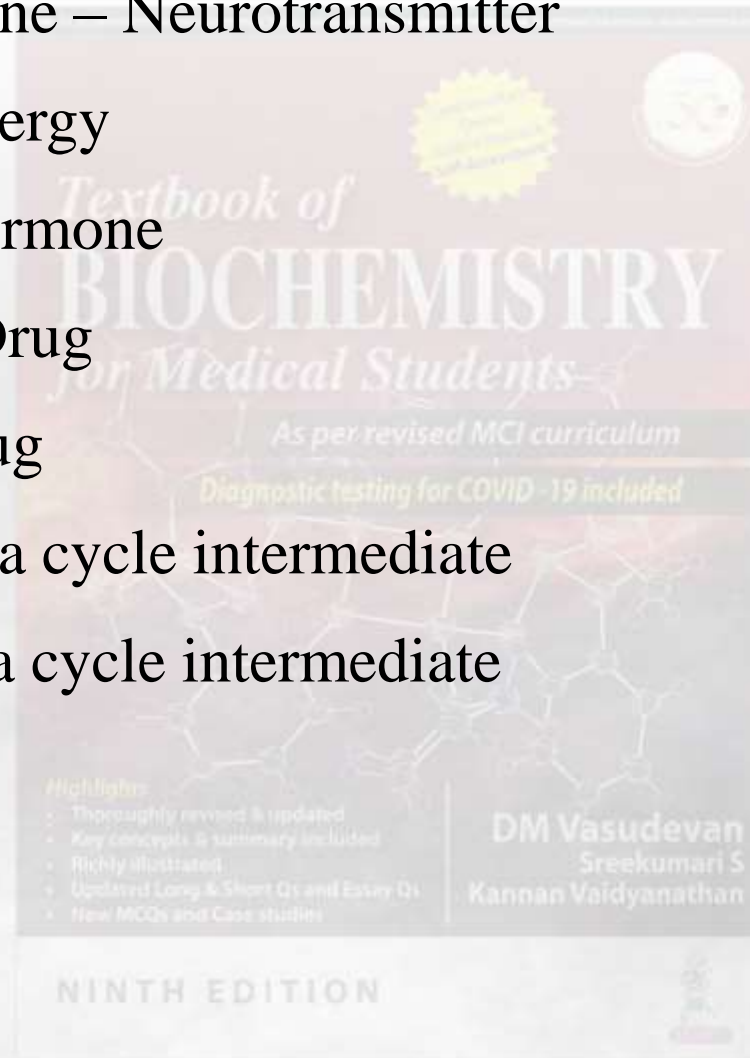 ne – Neurotransmitter
ergy
rmone
Drug
ug
a cycle intermediate
a cycle intermediate
Textbook of
BIOCHEMISTRY
for Medical Students
As per revised MCI curriculum
Diagnostic testing for COVID -19 included
Highlights
• Thoroughly revised & updated
• Key concepts & summary included
• Richly illustrated
• Updated Long & Short Qs and Essay Qs
• New MCQs and Case studies
DM Vasudevan
Sreekumari S
Kannan Vaidyanathan
NINTH EDITION